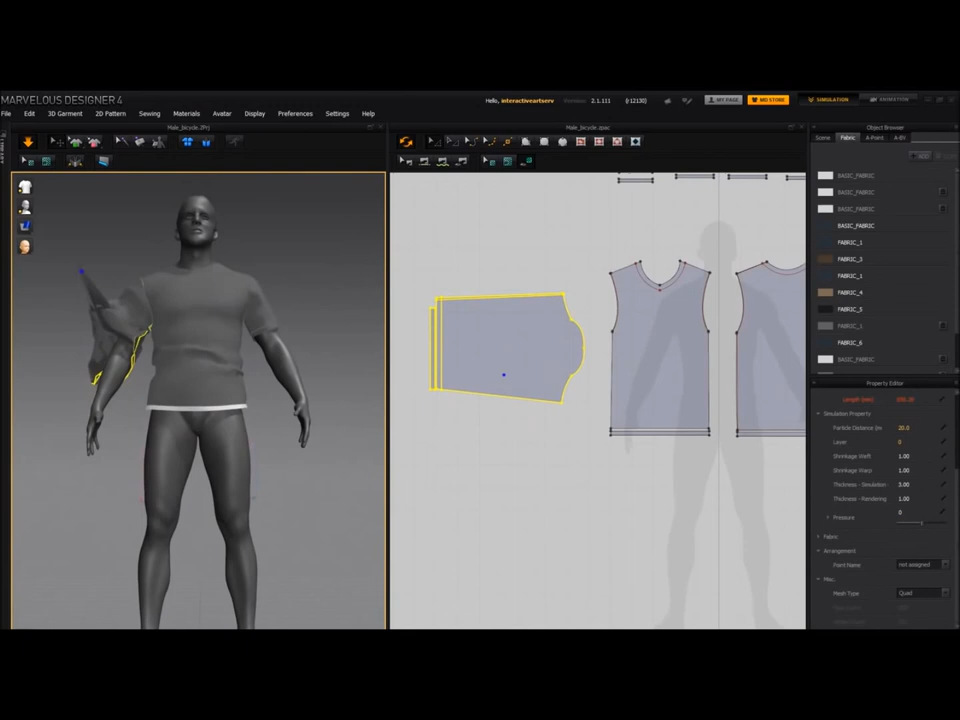 MARVELOUS DESIGNER 4
Hello, interactiveartserv
2.1.111
(r12130)
MY PAGE
MD STORE
SIMULATION
ANIMATION
File Edit 3D Garment 2D Pattern Sewing Materials Avatar Display Preferences Settings Help
Male_bicycle.zpac
Object Browser
Scene Fabric A-Point
ADD
BASIC_FABRIC
BASIC_FABRIC
BASIC_FABRIC
BASIC_FABRIC
FABRIC_1
FABRIC_3
FABRIC_1
FABRIC_4
FABRIC_5
FABRIC_1
FABRIC_6
BASIC_FABRIC
Property Editor
Simulation Property
Particle Distance (m 20.0
Layer 0
Shrinkage Weft 1.00
Shrinkage Warp 1.00
Thickness - Simulation 3.00
Thickness - Rendering 1.00
Pressure 0
Fabric
Arrangement
Point Name not assigned
Misc.
Mesh Type Quad